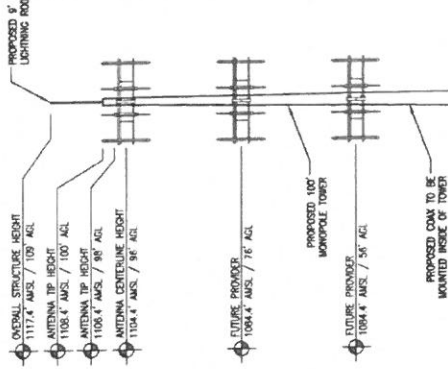 PROPOSED 9'
LIGHTNING ROD
OVERALL STRUCTURE HEIGHT
1117.4' AMSL / 109' AGL
ANTENNA TIP HEIGHT
1108.4' AMSL / 100' AGL
ANTENNA TIP HEIGHT
1106.4' AMSL / 98' AGL
ANTENNA CENTERLINE HEIGHT
1104.4' AMSL / 96' AGL
FUTURE PROVIDER
1084.4' AMSL / 76' AGL
PROPOSED 100'
MONOPOLE TOWER
FUTURE PROVIDER
1064.4' AMSL / 56' AGL
PROPOSED COAX TO BE
MOUNTED INSIDE OF TOWER